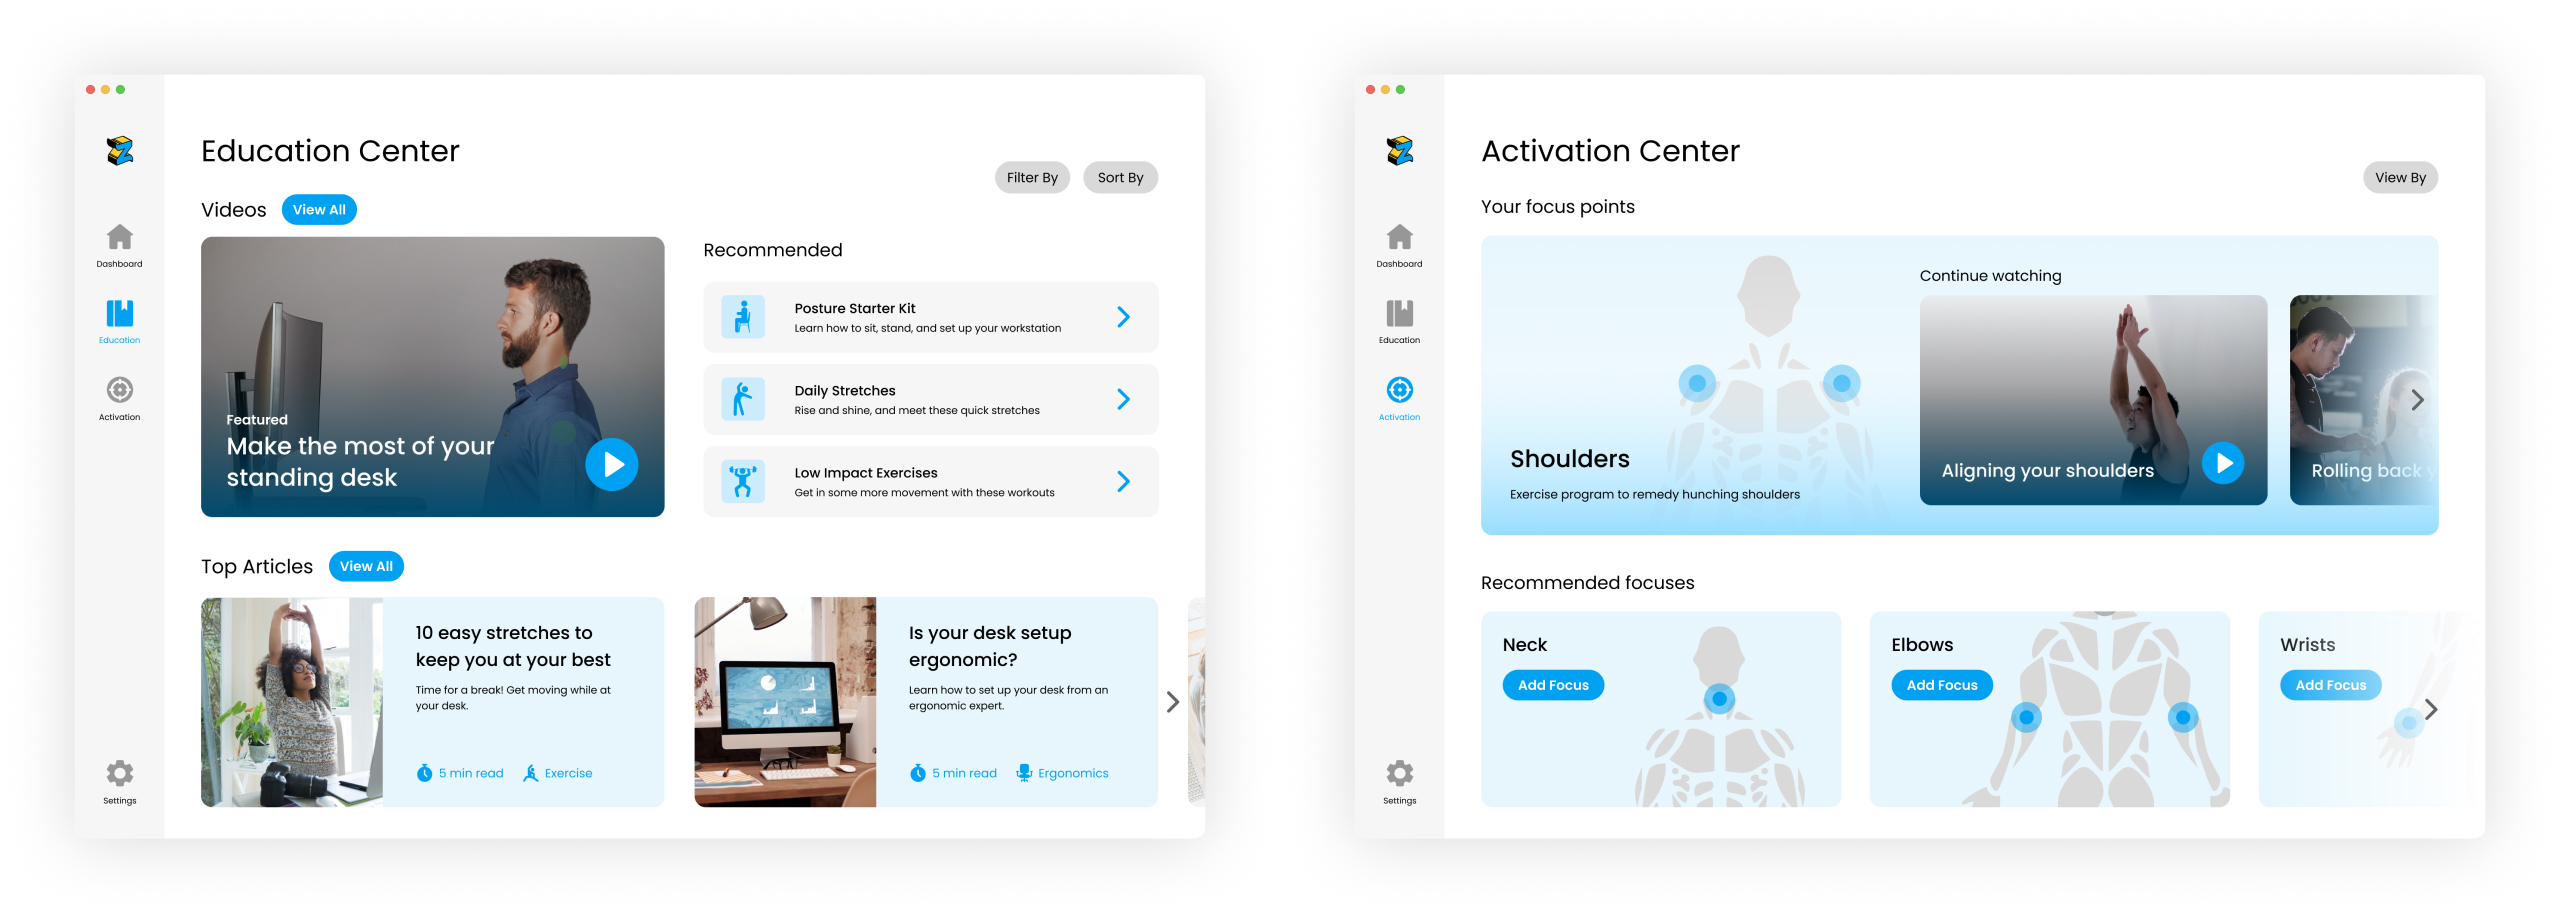 Education Center
Filter By
Sort By
Videos
View All
Dashboard
Education
Activation
Settings
Featured
Make the most of your
standing desk
Recommended
Posture Starter Kit
Learn how to sit, stand, and set up your workstation
Daily Stretches
Rise and shine, and meet these quick stretches
Low Impact Exercises
Get in some more movement with these workouts
Top Articles
View All
10 easy stretches to
keep you at your best
Time for a break! Get moving while at
your desk.
5 min read
Exercise
Is your desk setup
ergonomic?
Learn how to set up your desk from an
ergonomic expert.
5 min read
Ergonomics
Activation Center
View By
Dashboard
Education
Activation
Settings
Your focus points
Shoulders
Exercise program to remedy hunching shoulders
Continue watching
Aligning your shoulders
Rolling back y
Recommended focuses
Neck
Add Focus
Elbows
Add Focus
Wrists
Add Focus